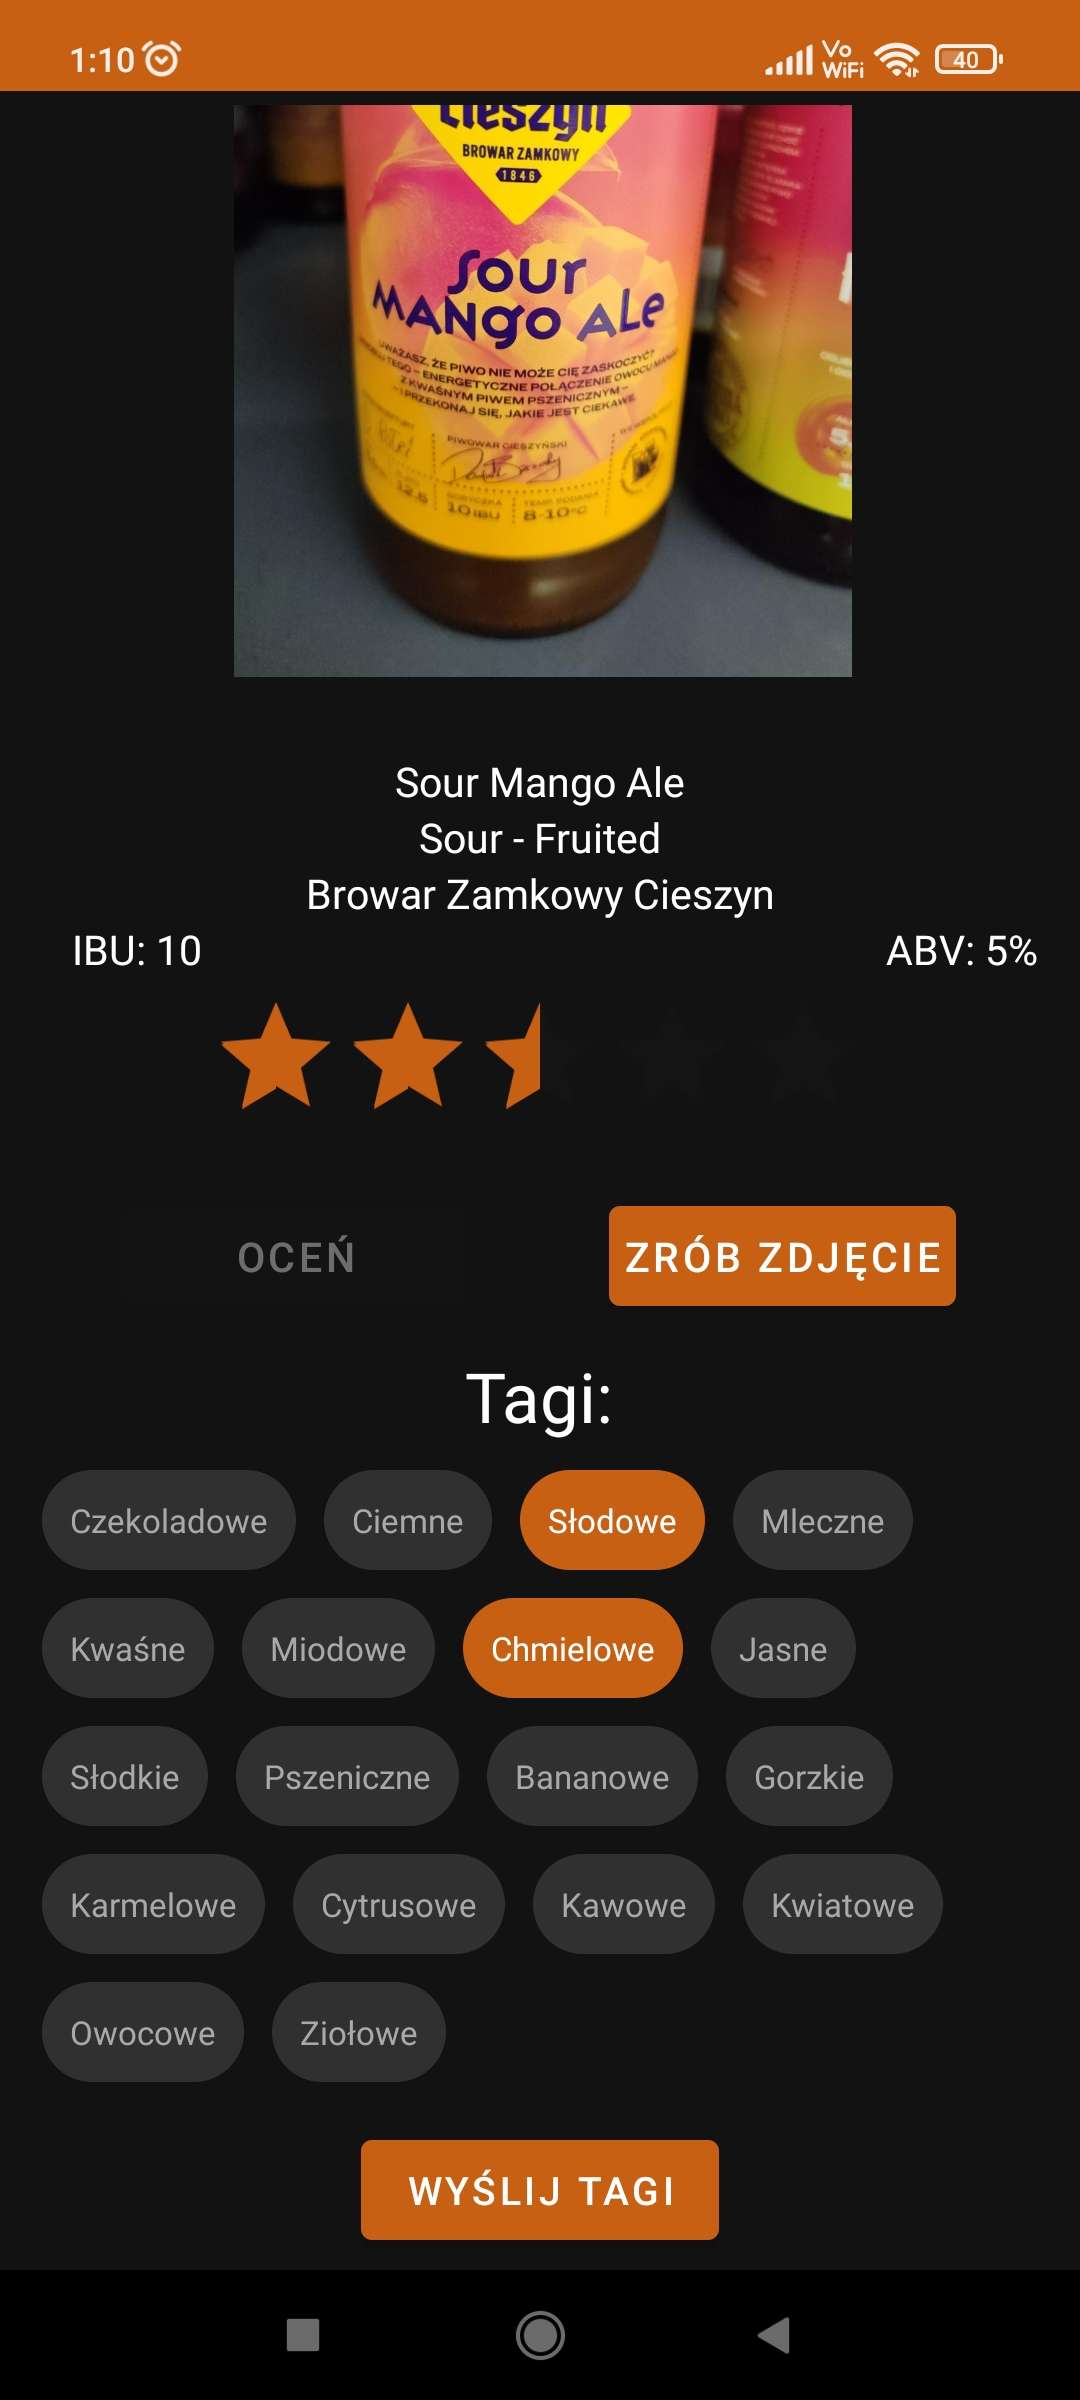 1:10
Vo
WiFi
40
Cieszyn
BROWAR ZAMKOWY
1846
Sour
MANgo ALe
UWAŻASZ, ŻE PIWO NIE MOŻE CIĘ ZASKOCZYĆ?
TEGO - ENERGETYCZNE POŁĄCZENIE OWOCU MANGO
Z KWAŚNYM PIWEM PSZENICZNYM -
- I PRZEKONAJ SIĘ, JAKIE JEST CIEKAWE
PIWOWAR CIESZYŃSKI
12.5
GORYCZKA
10 IBU
TEMP. PODANIA
8-10°C
Sour Mango Ale
Sour - Fruited
Browar Zamkowy Cieszyn
IBU: 10
ABV: 5%
OCEŃ
ZRÓB ZDJĘCIE
Tagi:
Czekoladowe
Ciemne
Słodowe
Mleczne
Kwaśne
Miodowe
Chmielowe
Jasne
Słodkie
Pszeniczne
Bananowe
Gorzkie
Karmelowe
Cytrusowe
Kawowe
Kwiatowe
Owocowe
Ziołowe
WYŚLIJ TAGI